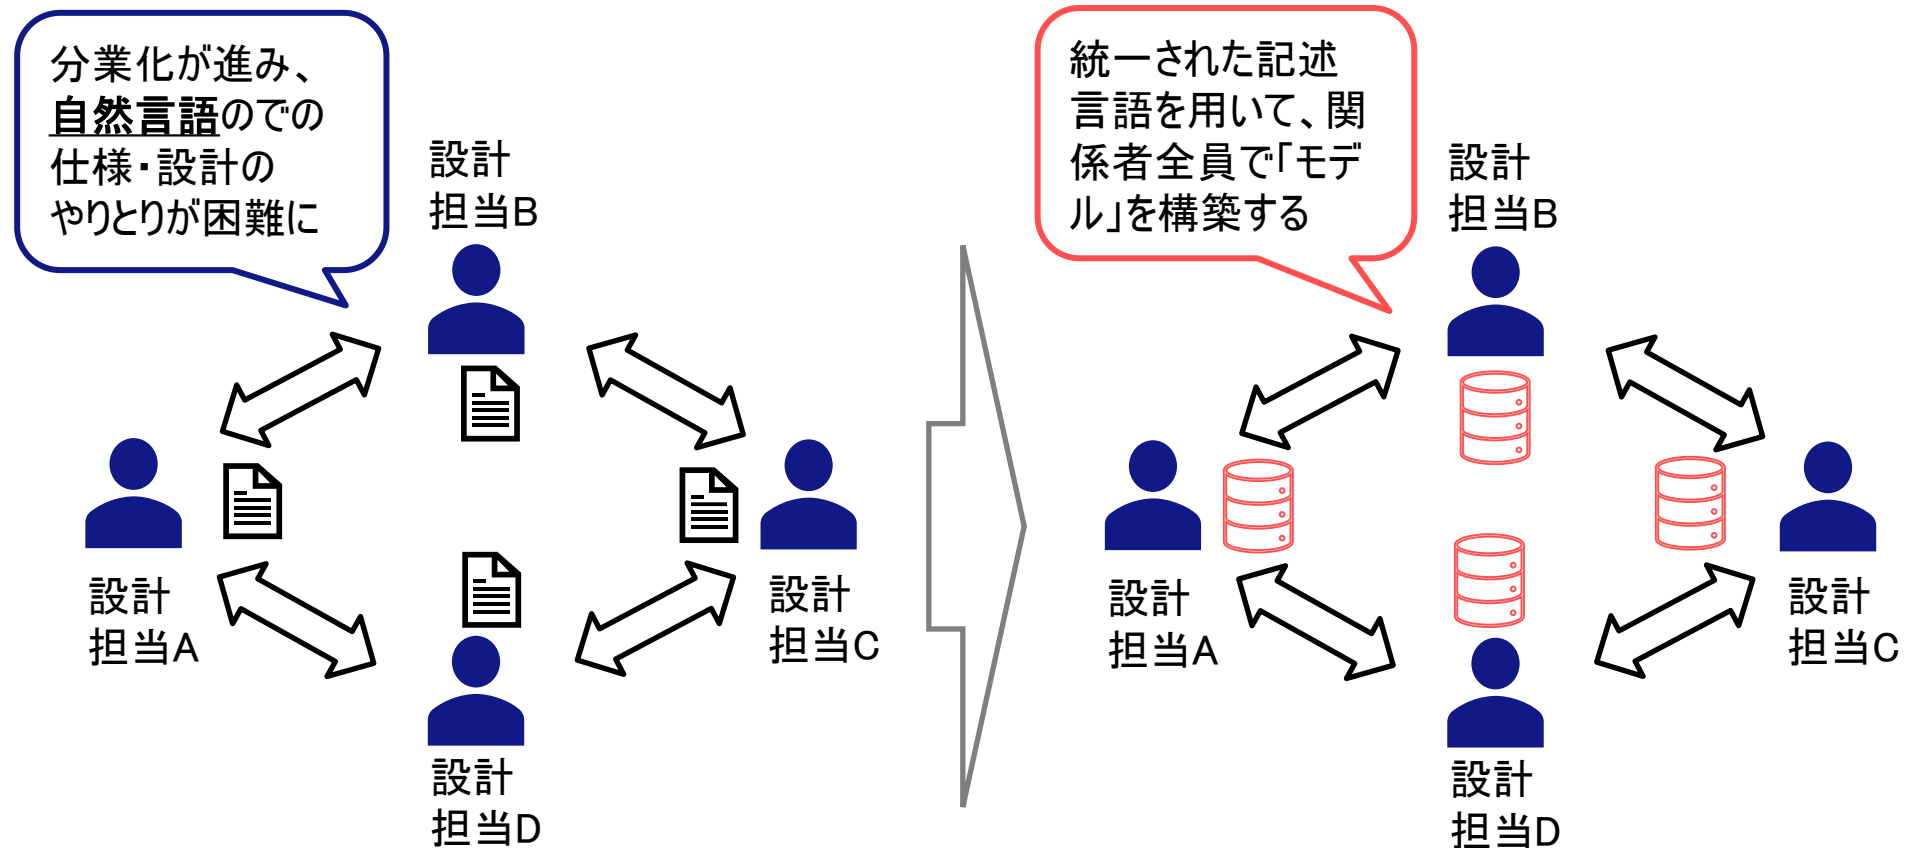 分業化が進み、
自然言語のでの
仕様・設計の
やりとりが困難に
設計
担当B
設計
担当A
設計
担当C
設計
担当D
統一された記述
言語を用いて、関
係者全員で「モデ
ル」を構築する
設計
担当B
設計
担当A
設計
担当C
設計
担当D